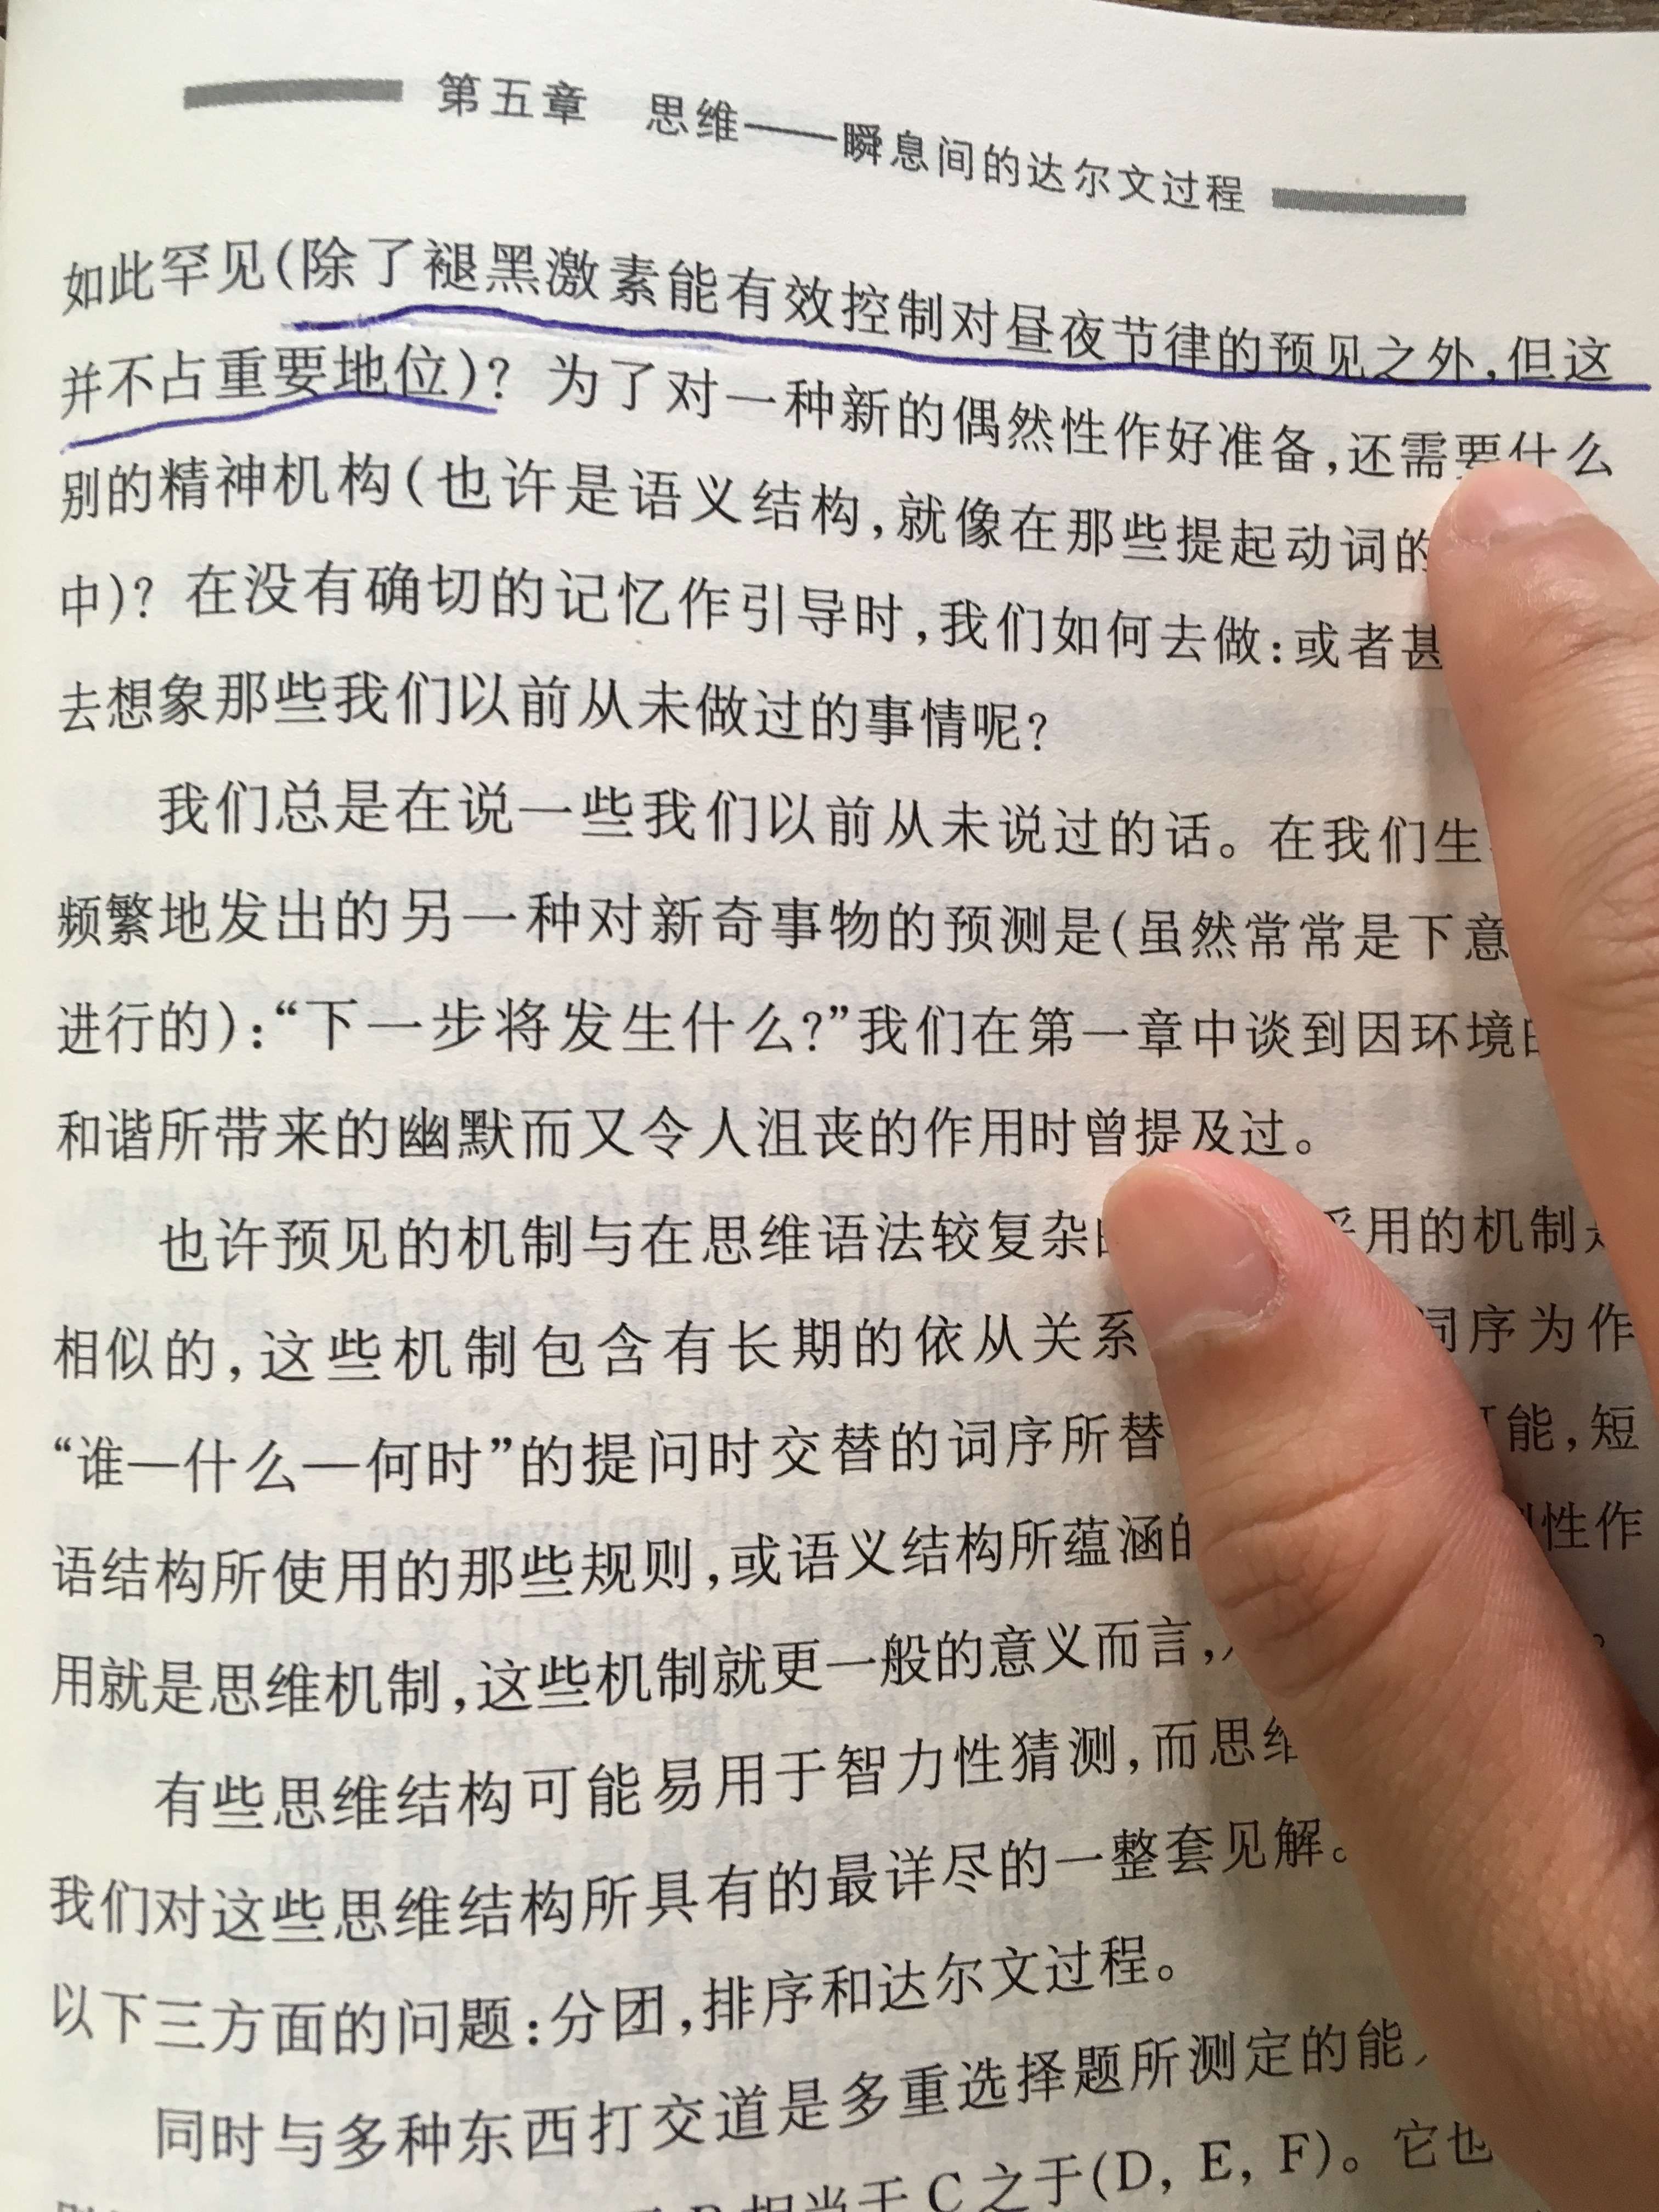 第五章 思维——瞬息间的达尔文过程
如此罕见(除了褪黑激素能有效控制对昼夜节律的预见之外,但这
并不占重要地位)? 为了对一种新的偶然性作好准备,还需要什么
别的精神机构(也许是语义结构,就像在那些提起动词的
中)? 在没有确切的记忆作引导时,我们如何去做:或者甚
去想象那些我们以前从未做过的事情呢?
我们总是在说一些我们以前从未说过的话。在我们生
频繁地发出的另一种对新奇事物的预测是(虽然常常是下意
进行的):“下一步将发生什么?”我们在第一章中谈到因环境
和谐所带来的幽默而又令人沮丧的作用时曾提及过。
也许预见的机制与在思维语法较复杂 采用的机制是
相似的,这些机制包含有长期的依从关系 词序为作
“谁—什么—何时”的提问时交替的词序所替 可能,短
语结构所使用的那些规则,或语义结构所蕴涵的 性作
用就是思维机制,这些机制就更一般的意义而言, 。
有些思维结构可能易用于智力性猜测,而思维
我们对这些思维结构所具有的最详尽的一整套见解。
以下三方面的问题:分团,排序和达尔文过程。
同时与多种东西打交道是多重选择题所测定的能
相当于 C 之于(D, E, F)。它也